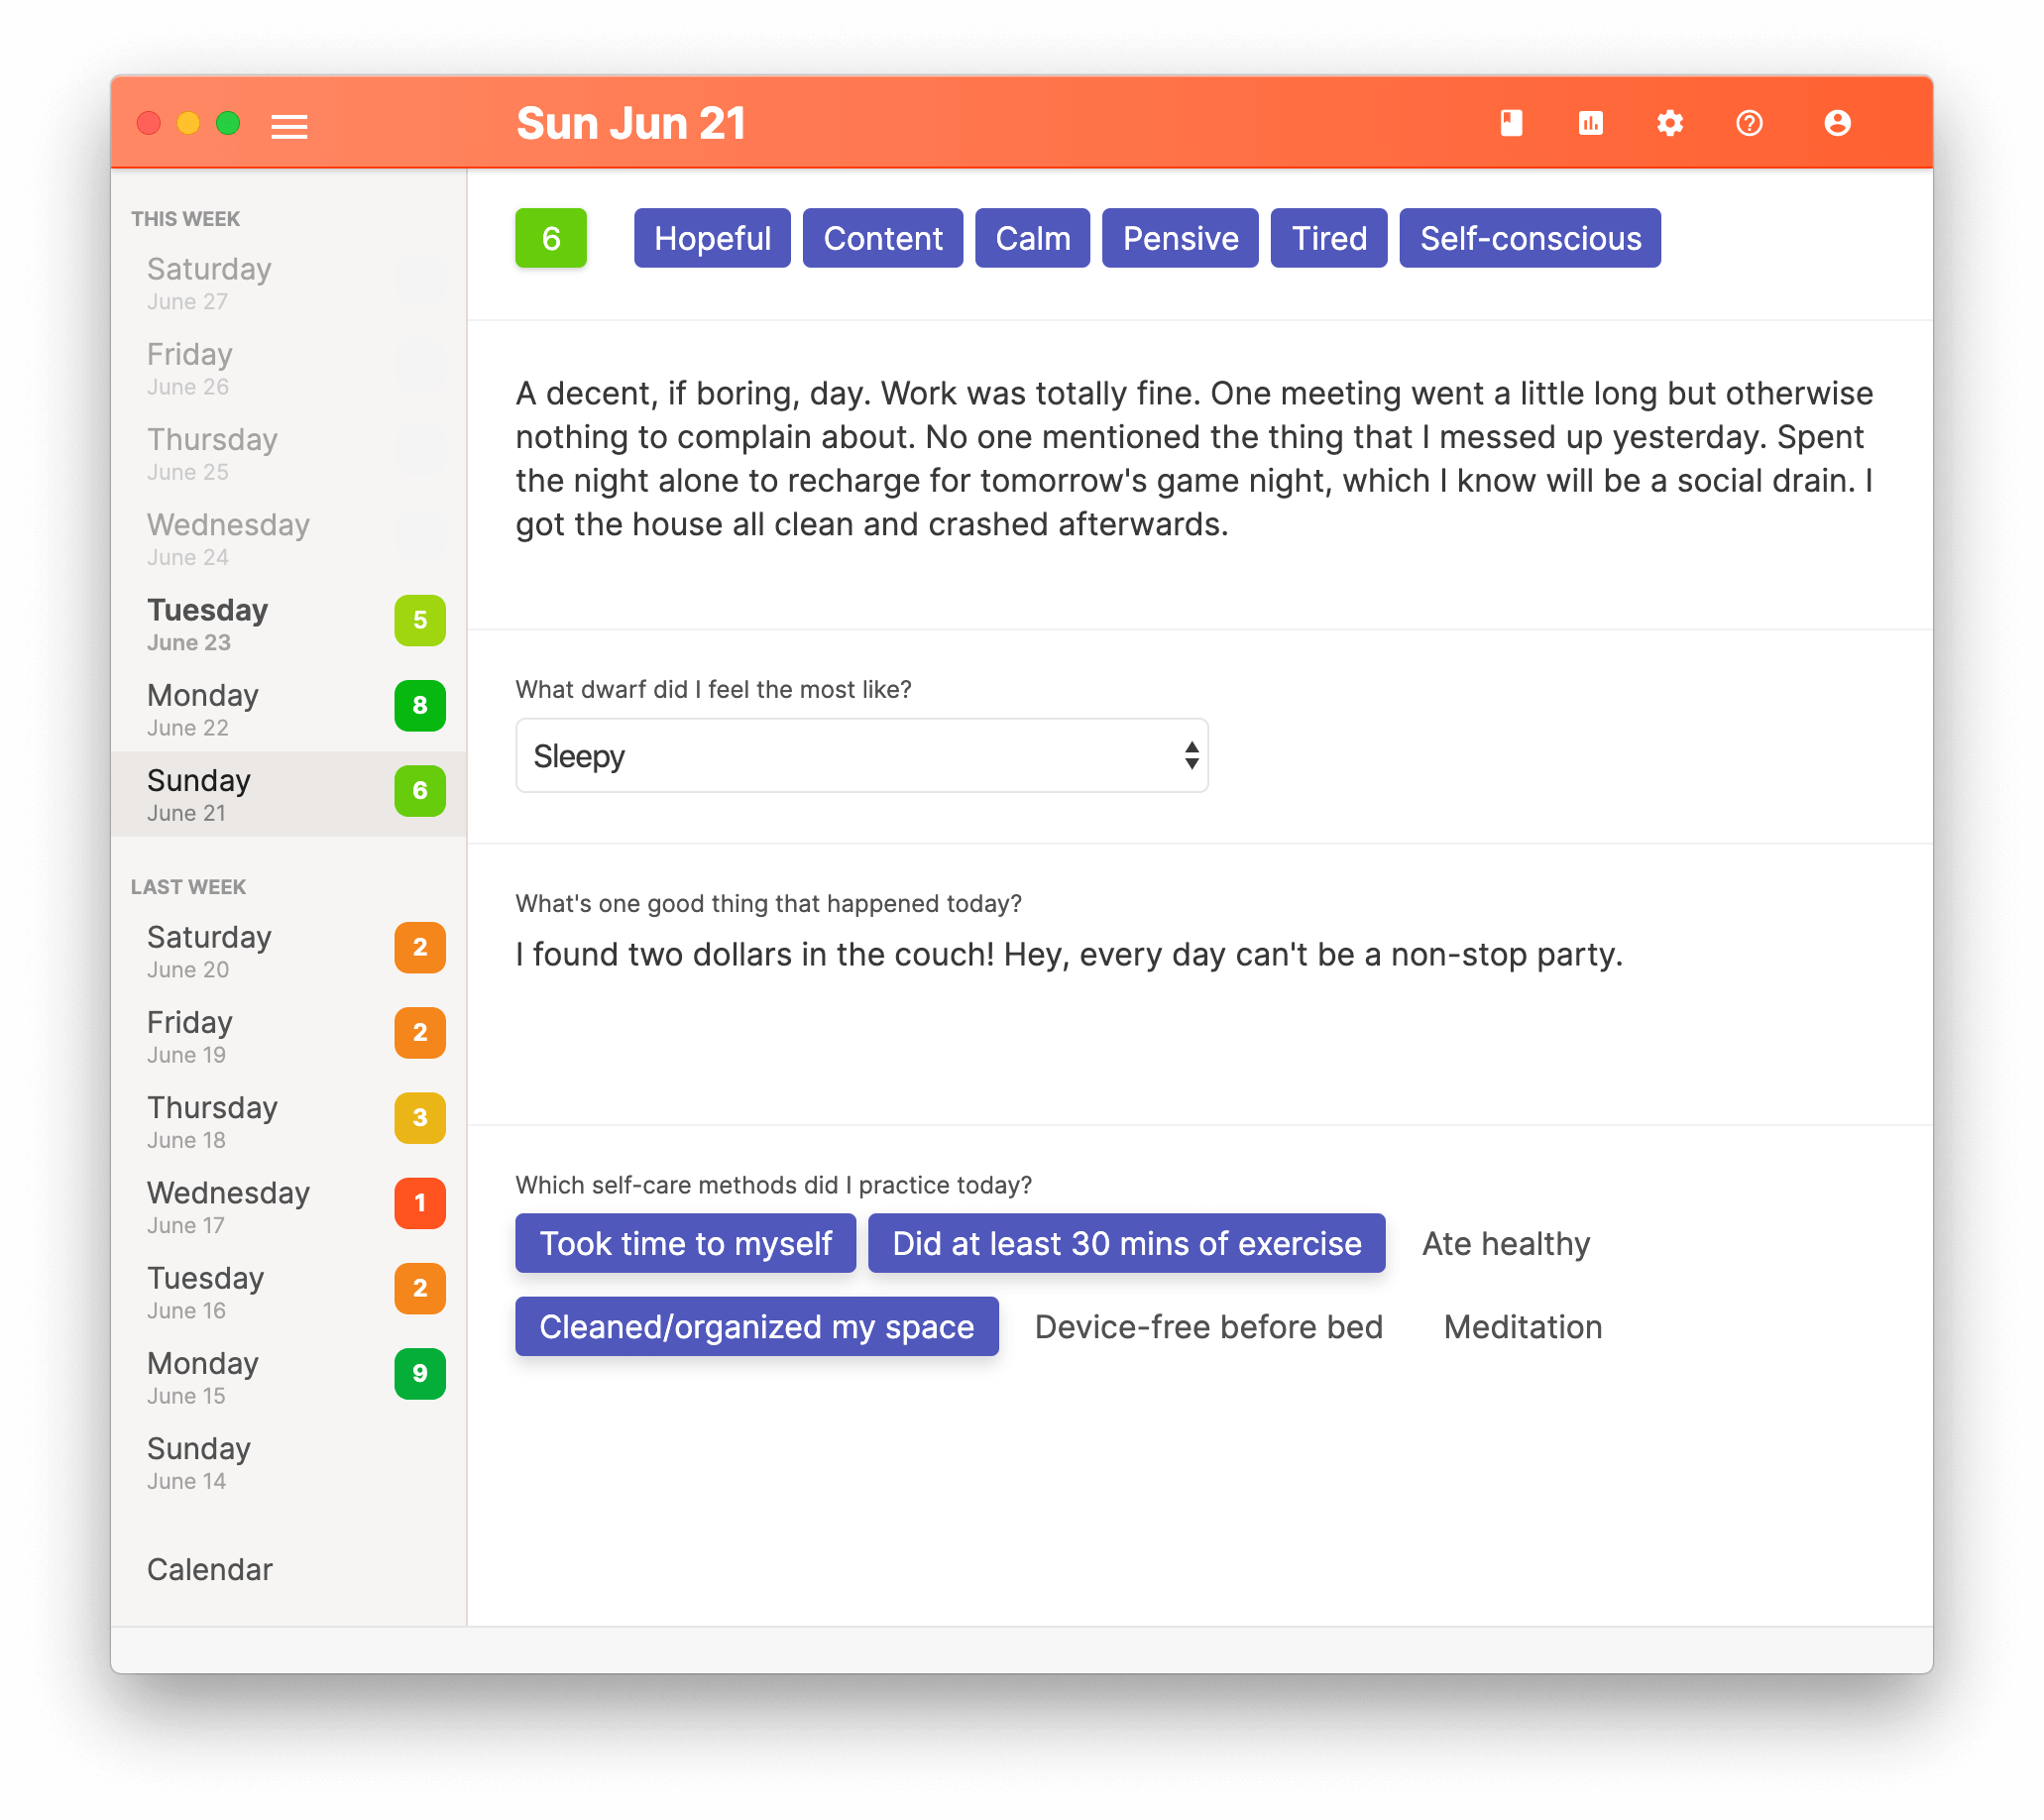 Sun Jun 21
THIS WEEK
Saturday
June 27
Friday
June 26
Thursday
June 25
Wednesday
June 24
Tuesday
June 23
5
Monday
June 22
8
Sunday
June 21
6
LAST WEEK
Saturday
June 20
2
Friday
June 19
2
Thursday
June 18
3
Wednesday
June 17
1
Tuesday
June 16
2
Monday
June 15
9
Sunday
June 14
Calendar
6 Hopeful Content Calm Pensive Tired Self-conscious
A decent, if boring, day. Work was totally fine. One meeting went a little long but otherwise
nothing to complain about. No one mentioned the thing that I messed up yesterday. Spent
the night alone to recharge for tomorrow's game night, which I know will be a social drain. I
got the house all clean and crashed afterwards.
What dwarf did I feel the most like?
Sleepy
What's one good thing that happened today?
I found two dollars in the couch! Hey, every day can't be a non-stop party.
Which self-care methods did I practice today?
Took time to myself Did at least 30 mins of exercise Ate healthy
Cleaned/organized my space Device-free before bed Meditation